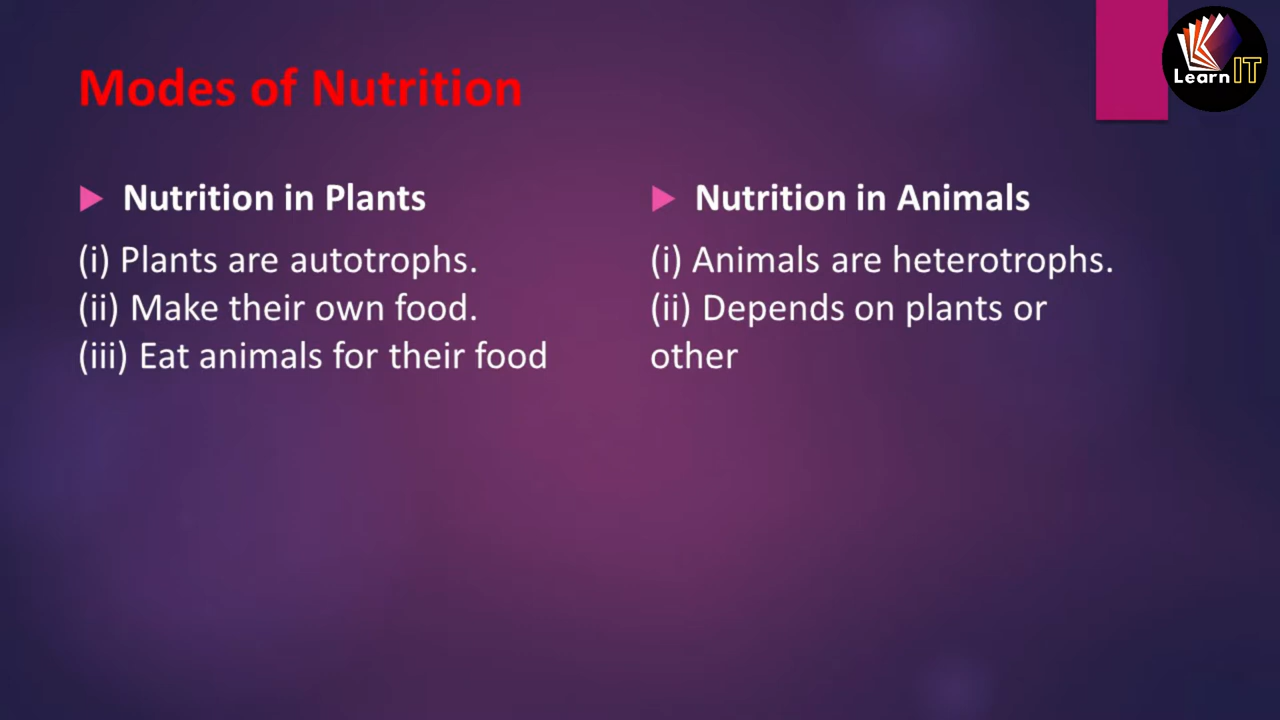 Modes of Nutrition
Learn IT
Nutrition in Plants
(i) Plants are autotrophs.
(ii) Make their own food.
(iii) Eat animals for their food
Nutrition in Animals
(i) Animals are heterotrophs.
(ii) Depends on plants or
other